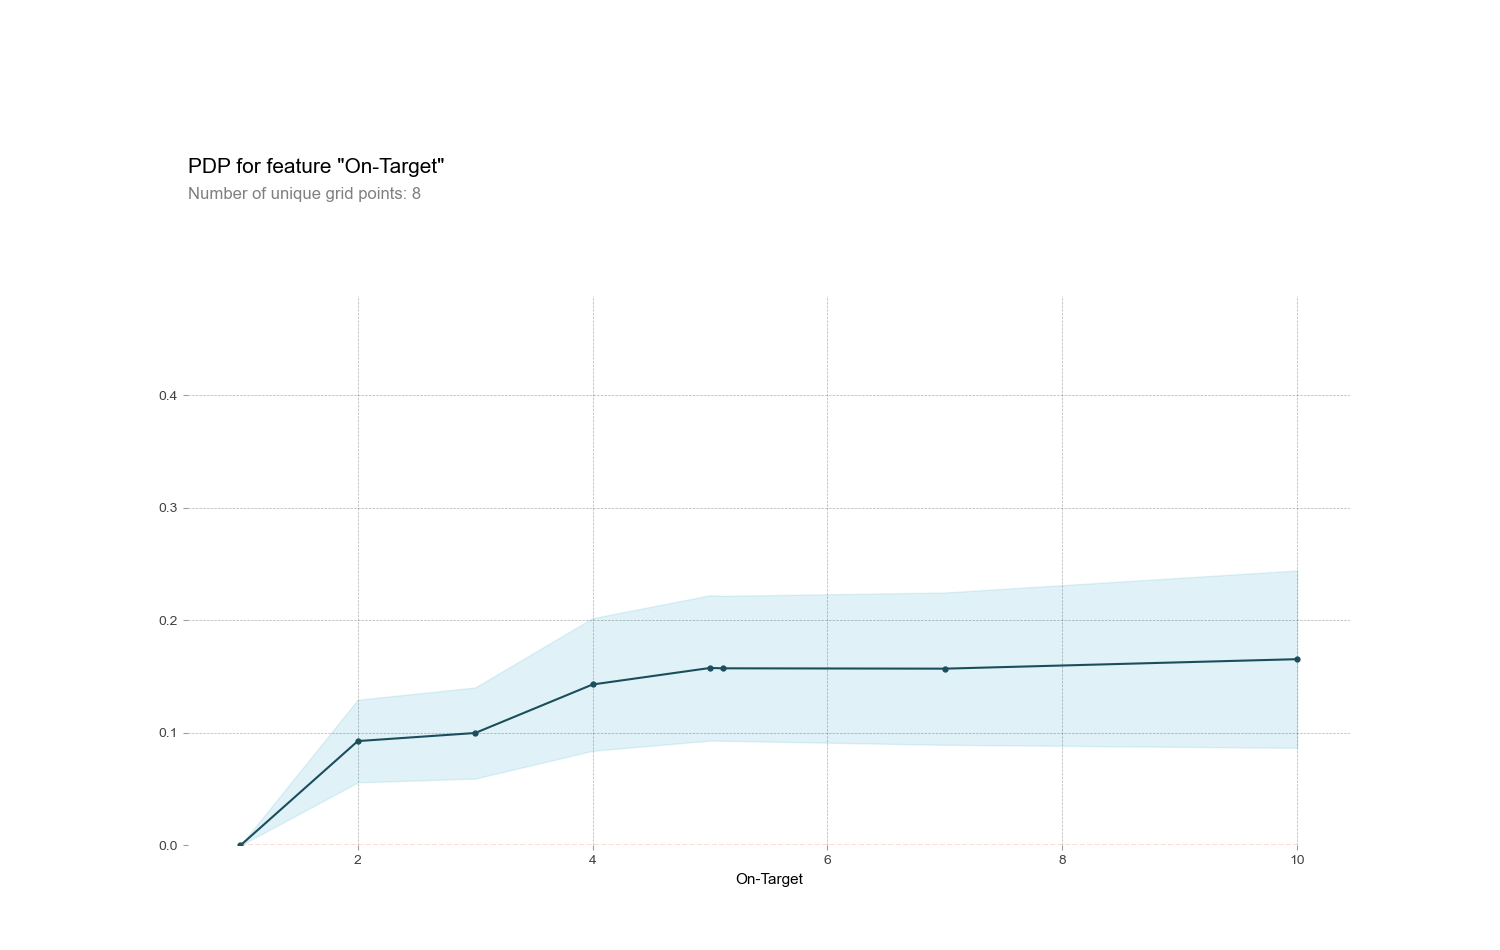 PDP for feature "On-Target"
Number of unique grid points: 8
0.4
0.3
0.2
0.1
0.0
2 4 6 8 10
On-Target